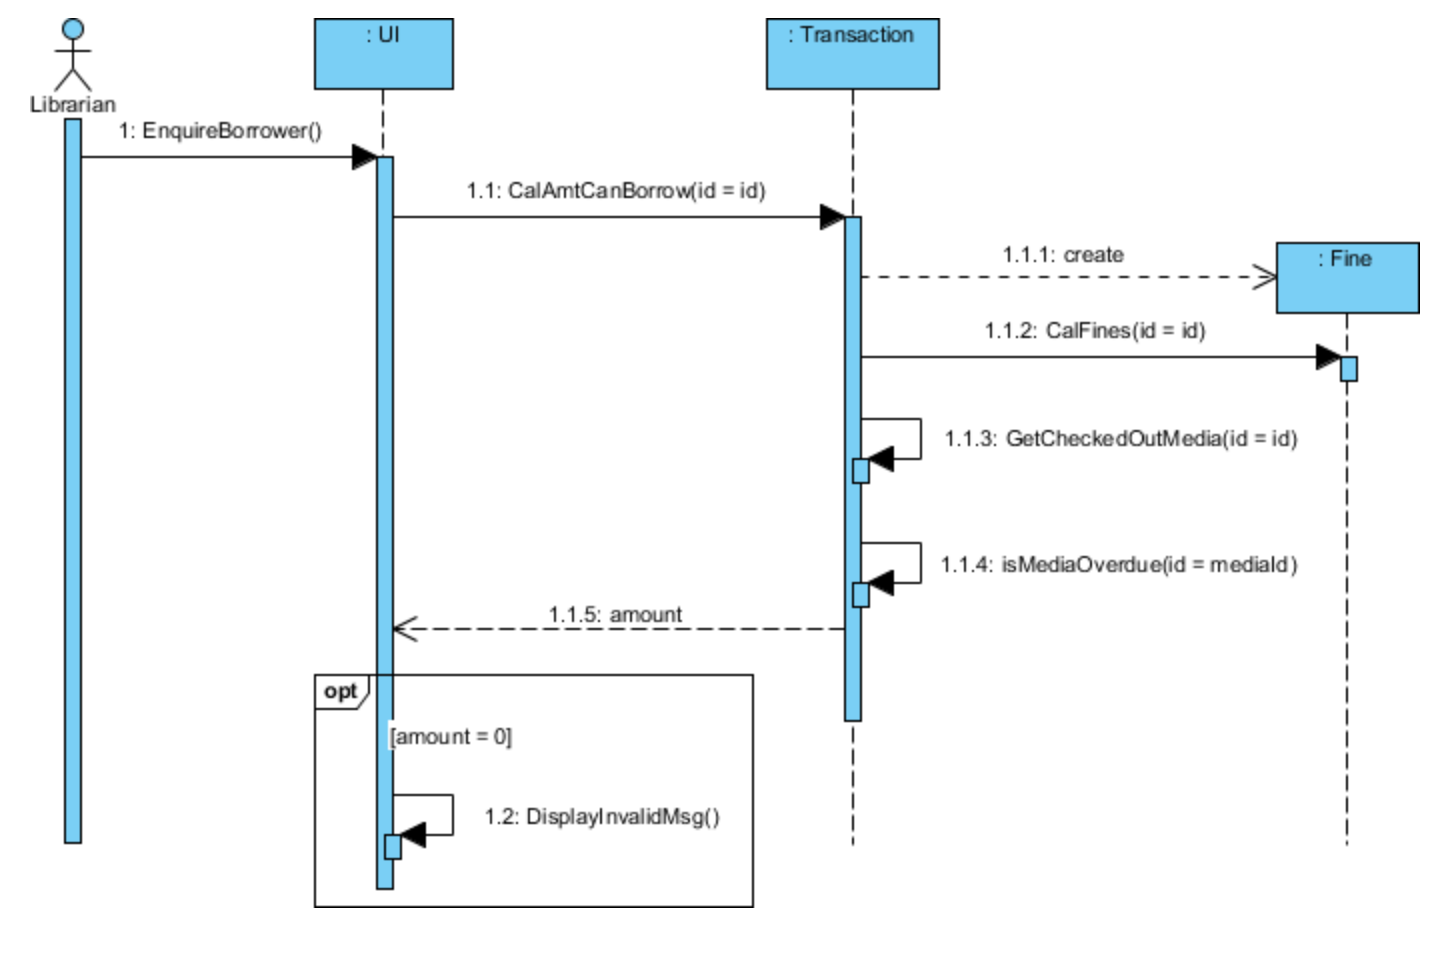 : UI
: Transaction
Librarian
1: EnquireBorrower()
1.1: CalAmtCanBorrow(id = id)
1.1.1: create
: Fine
1.1.2: CalFines(id = id)
1.1.3: GetCheckedOutMedia(id = id)
1.1.4: isMediaOverdue(id = mediaId)
1.1.5: amount
opt
[amount = 0]
1.2: DisplayInvalidMsg()